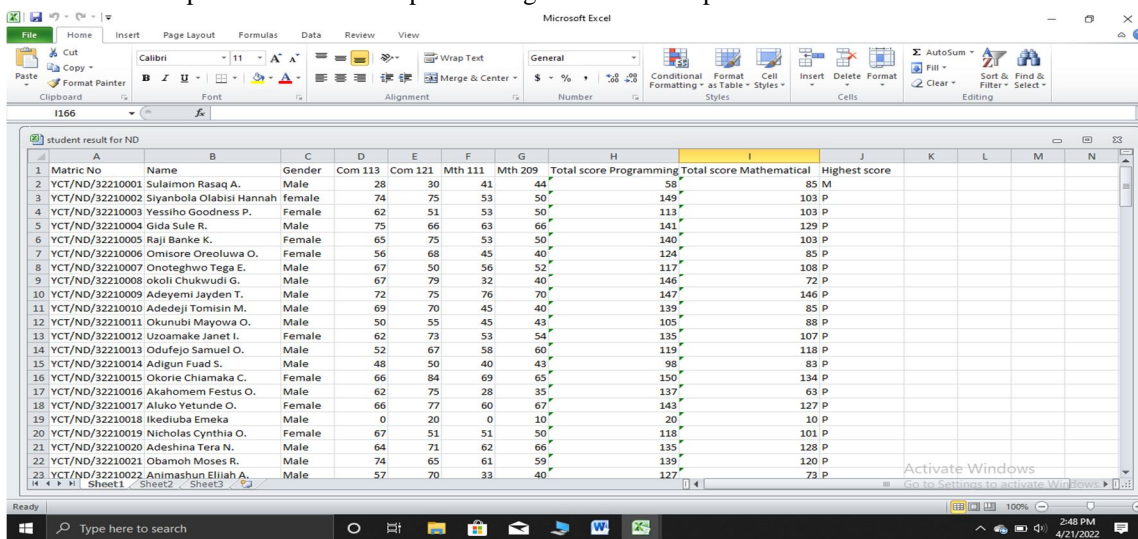 Microsoft Excel
File Home Insert Page Layout Formulas Data Review View
Cut
Copy
Format Painter
Paste
Clipboard
Calibri 11
B I U
Font
Wrap Text
Merge & Center
Alignment
General
$ % ,
Number
Conditional Formatting
Format as Table
Cell Styles
Styles
Insert Delete Format
Cells
Σ AutoSum
Fill
Clear
Sort & Filter
Find & Select
Editing
I166 fx
student result for ND
A B C D E F G H I J K L M N
1 Matric No Name Gender Com 113 Com 121 Mth 111 Mth 209 Total score Programming Total score Mathematical Highest score
2 YCT/ND/32210001 Sulaimon Rasaq A. Male 28 30 41 44 58 85 M
3 YCT/ND/32210002 Siyanbola Olabisi Hannah female 74 75 53 50 149 103 P
4 YCT/ND/32210003 Yessiho Goodness P. Female 62 51 53 50 113 103 P
5 YCT/ND/32210004 Gida Sule R. Male 75 66 63 66 141 129 P
6 YCT/ND/32210005 Raji Banke K. Female 65 75 53 50 140 103 P
7 YCT/ND/32210006 Omisore Oreoluwa O. Female 56 68 45 40 124 85 P
8 YCT/ND/32210007 Onoteghwo Tega E. Male 67 50 56 52 117 108 P
9 YCT/ND/32210008 okoli Chukwudi G. Male 67 79 32 40 146 72 P
10 YCT/ND/32210009 Adeyemi Jayden T. Male 72 75 76 70 147 146 P
11 YCT/ND/32210010 Adedeji Tomisin M. Male 69 70 45 40 139 85 P
12 YCT/ND/32210011 Okunubi Mayowa O. Male 50 55 45 43 105 88 P
13 YCT/ND/32210012 Uzoamake Janet I. Female 62 73 53 54 135 107 P
14 YCT/ND/32210013 Odufejo Samuel O. Male 52 67 58 60 119 118 P
15 YCT/ND/32210014 Adigun Fuad S. Male 48 50 40 43 98 83 P
16 YCT/ND/32210015 Okorie Chiamaka C. Female 66 84 69 65 150 134 P
17 YCT/ND/32210016 Akahomem Festus O. Male 62 75 28 35 137 63 P
18 YCT/ND/32210017 Aluko Yetunde O. Female 66 77 60 67 143 127 P
19 YCT/ND/32210018 Ikediuba Emeka Male 0 20 0 10 20 10 P
20 YCT/ND/32210019 Nicholas Cynthia O. Female 67 51 51 50 118 101 P
21 YCT/ND/32210020 Adeshina Tera N. Male 64 71 62 66 135 128 P
22 YCT/ND/32210021 Obamoh Moses R. Male 74 65 61 59 139 120 P
23 YCT/ND/32210022 Animashun Elijah A. Male 57 70 33 40 127 73 P
Activate Windows
Go to Settings to activate Windows.
Sheet1 Sheet2 Sheet3
Ready 100%
Type here to search
2:48 PM
4/21/2022